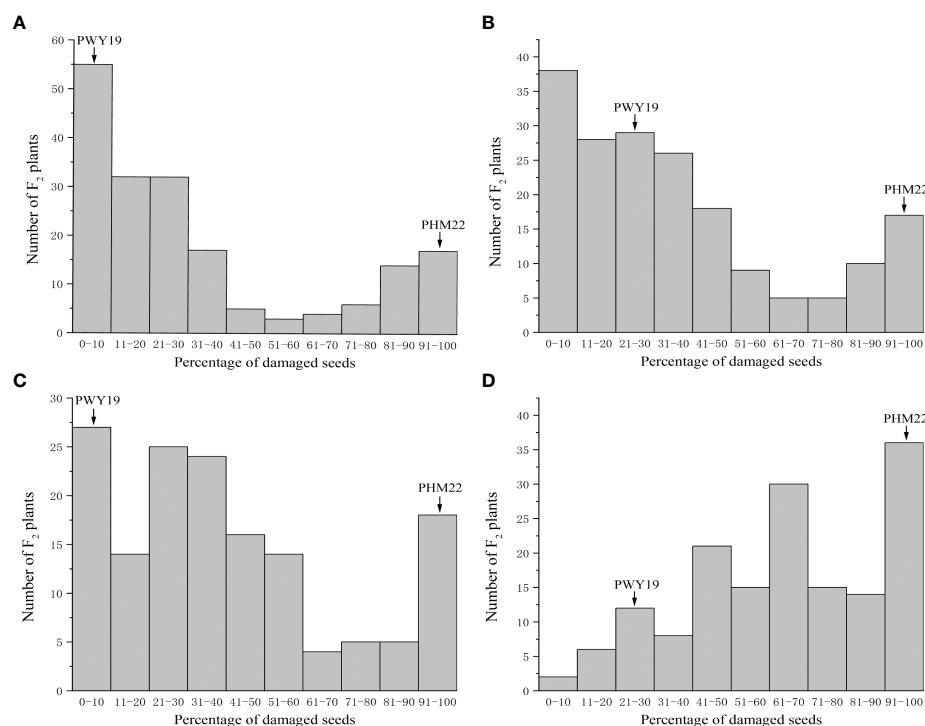 A
60
50
40
30
20
10
0
Number of F₂ plants
PWY19
PHM22
0-10 11-20 21-30 31-40 41-50 51-60 61-70 71-80 81-90 91-100
Percentage of damaged seeds
B
40
35
30
25
20
15
10
5
0
Number of F₂ plants
PWY19
PHM22
0-10 11-20 21-30 31-40 41-50 51-60 61-70 71-80 81-90 91-100
Percentage of damaged seeds
C
30
25
20
15
10
5
0
Number of F₂ plants
PWY19
PHM22
0-10 11-20 21-30 31-40 41-50 51-60 61-70 71-80 81-90 91-100
Percentage of damaged seeds
D
40
35
30
25
20
15
10
5
0
Number of F₂ plants
PWY19
PHM22
0-10 11-20 21-30 31-40 41-50 51-60 61-70 71-80 81-90 91-100
Percentage of damaged seeds